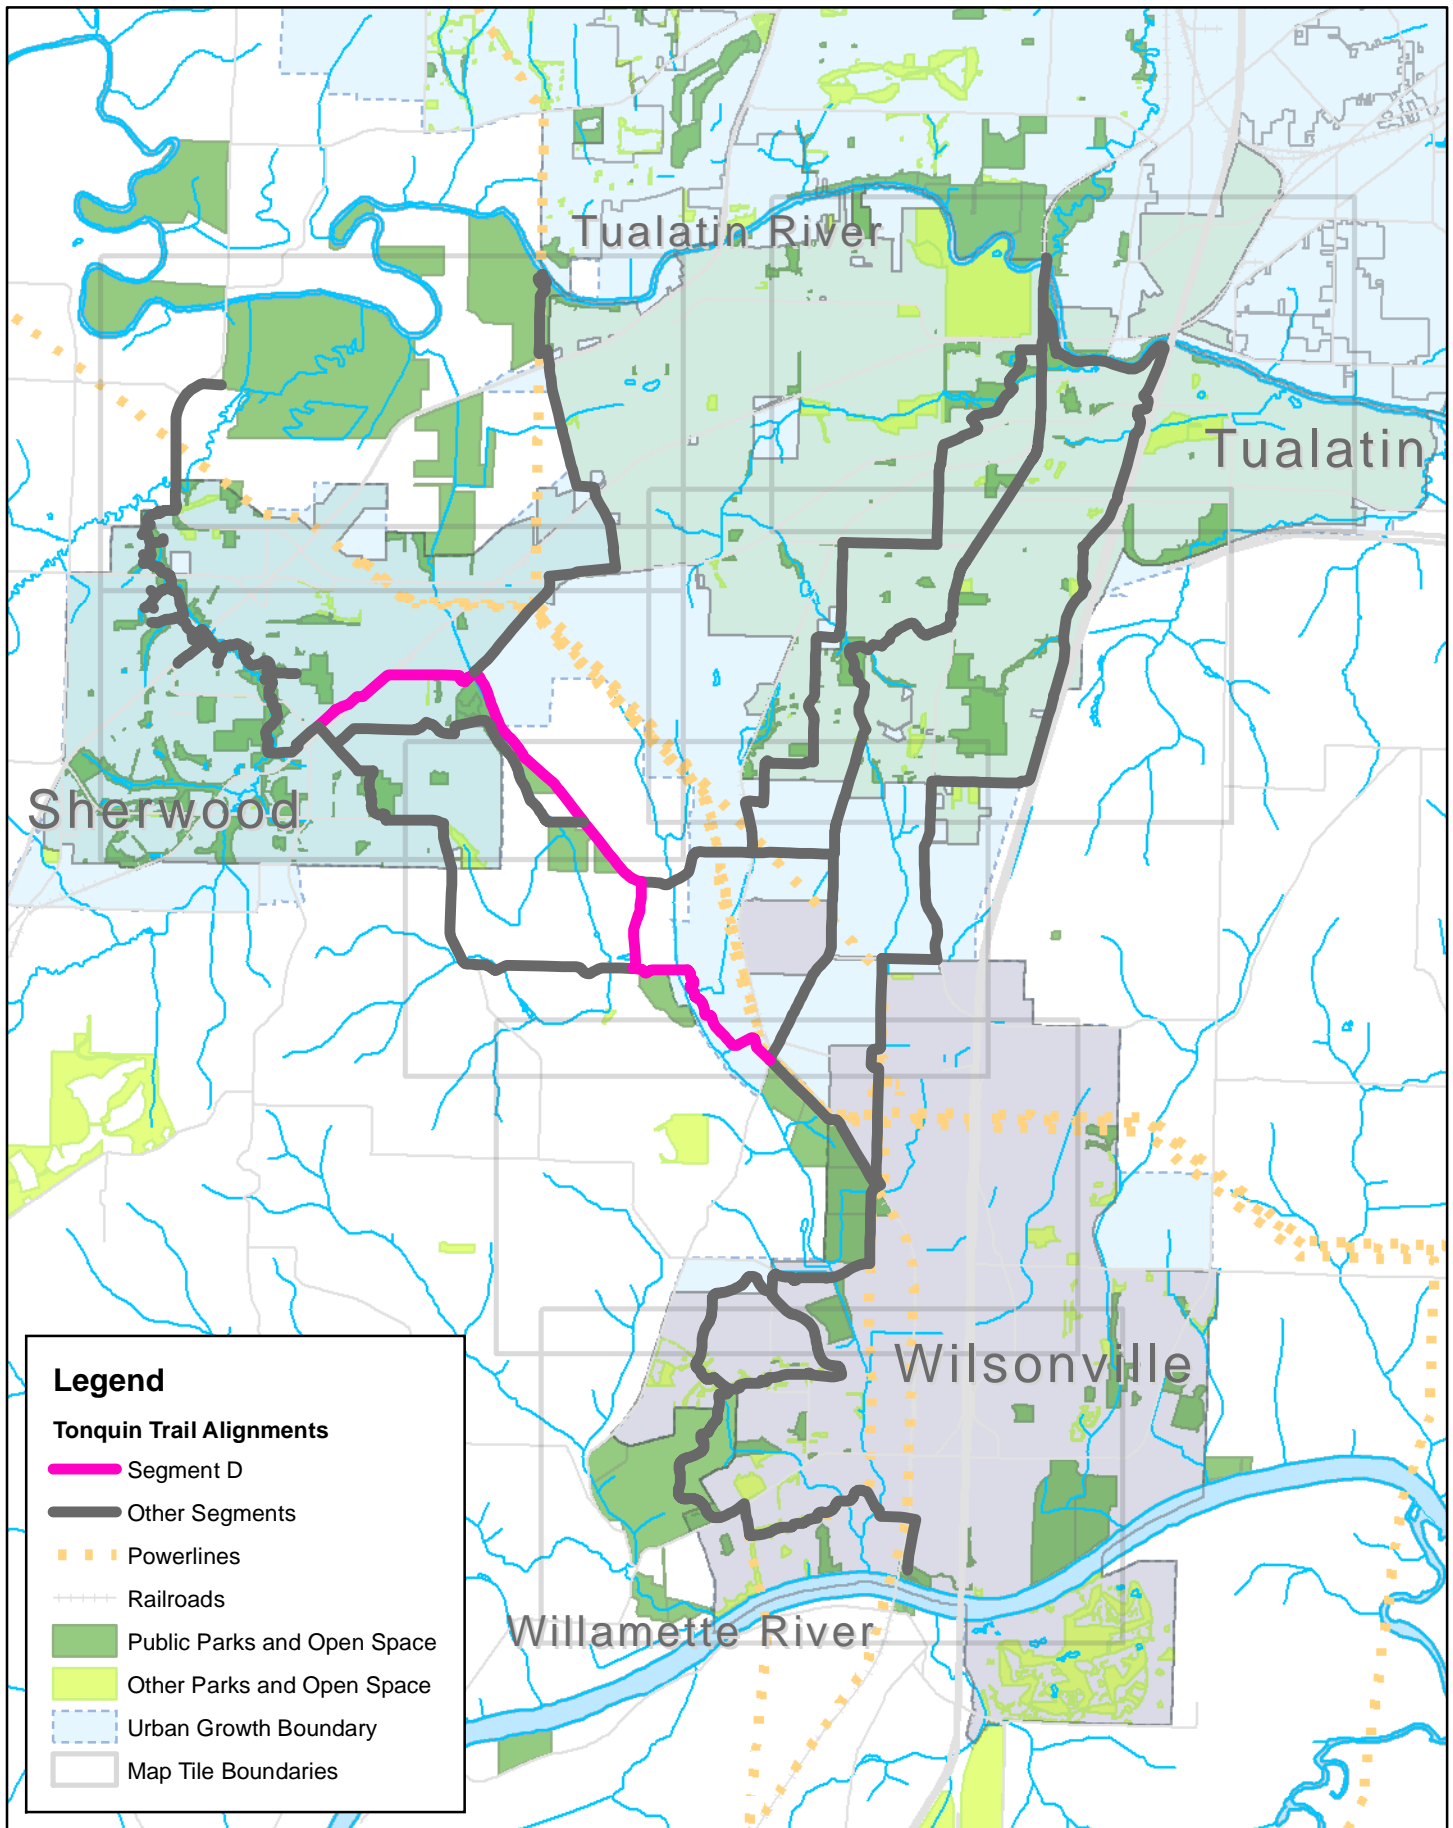 Tualatin River
Tualatin
Sherwood
Wilsonville
Willamette River
Legend
Tonquin Trail Alignments
Segment D
Other Segments
Powerlines
Railroads
Public Parks and Open Space
Other Parks and Open Space
Urban Growth Boundary
Map Tile Boundaries